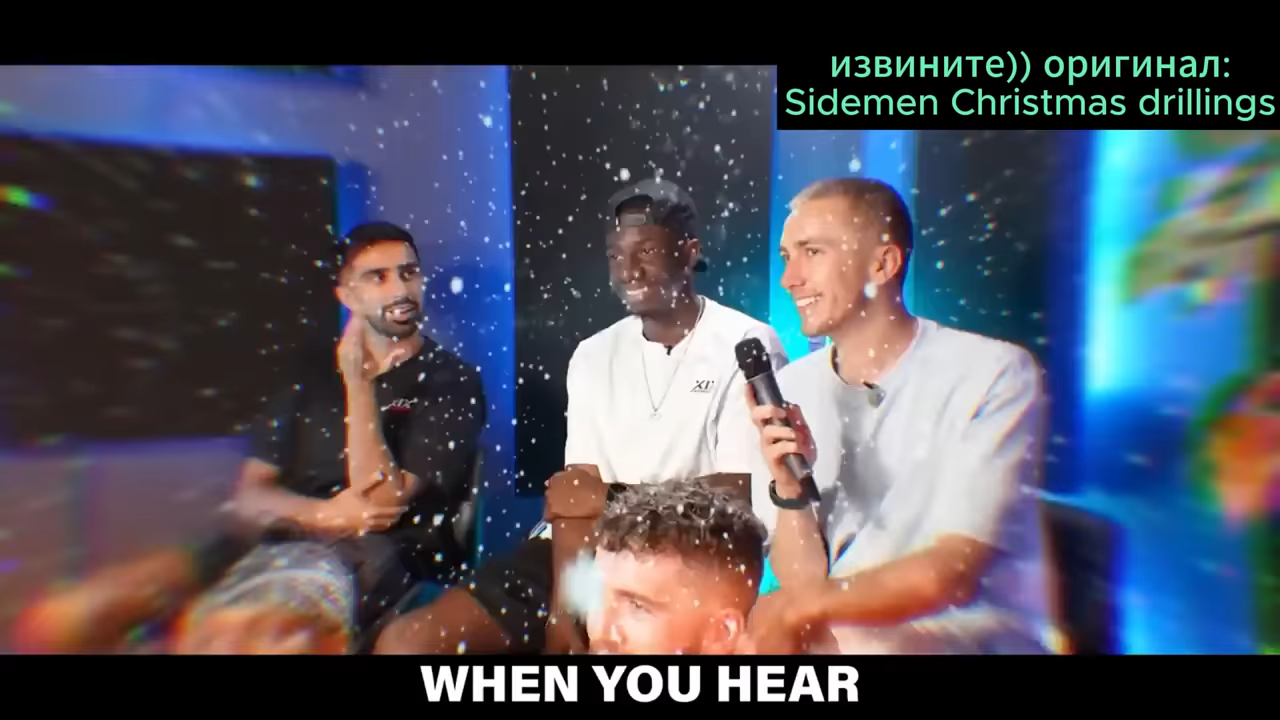 извините)) оригинал:
Sidemen Christmas drillings
WHEN YOU HEAR